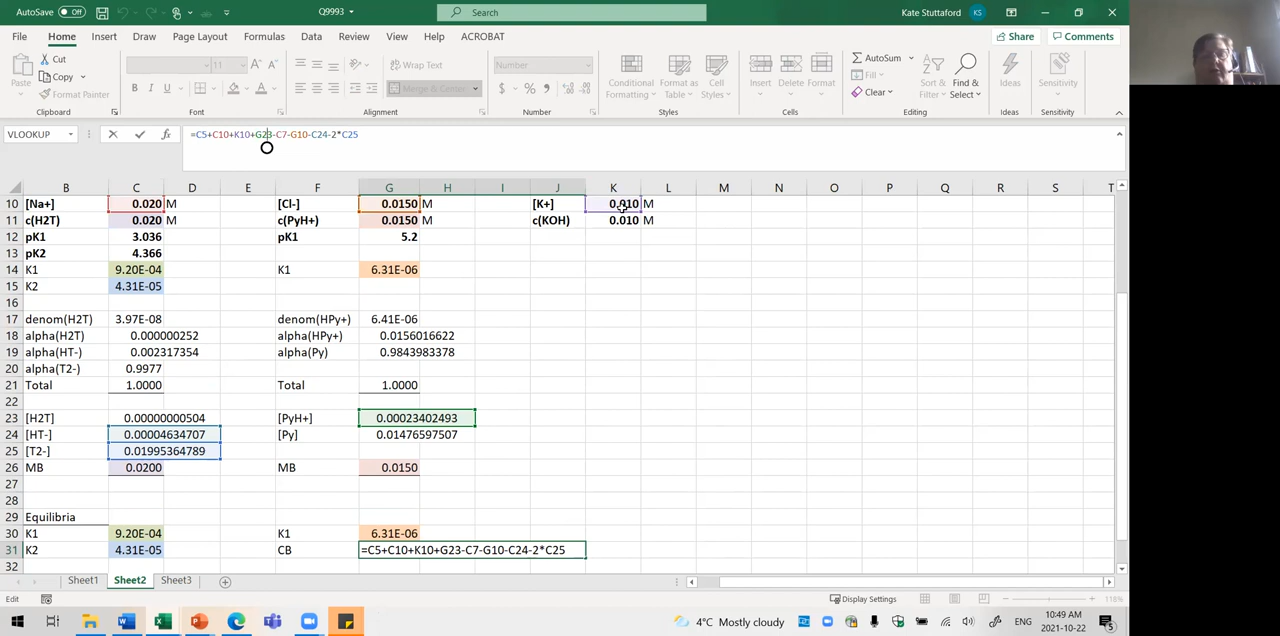 AutoSave Off Q9993 Search Kate Stuttaford KS
File Home Insert Draw Page Layout Formulas Data Review View Help ACROBAT Share Comments
Paste Cut Copy Format Painter 11 B I U Wrap Text Merge & Center Number $ % Conditional Formatting Format as Table Cell Styles Insert Delete Format AutoSum Fill Clear Sort & Filter Find & Select Ideas Sensitivity
Clipboard Font Alignment Number Styles Cells Editing Ideas Sensitivity
VLOOKUP fx =C5+C10+K10+G23-C7-G10-C24-2*C25
B C D E F G H I J K L M N O P Q R S T
10 [Na+] 0.020 M [Cl-] 0.0150 M [K+] 0.010 M
11 c(H2T) 0.020 M c(PyH+) 0.0150 M c(KOH) 0.010 M
12 pK1 3.036 pK1 5.2
13 pK2 4.366
14 K1 9.20E-04 K1 6.31E-06
15 K2 4.31E-05
16
17 denom(H2T) 3.97E-08 denom(HPy+) 6.41E-06
18 alpha(H2T) 0.000000252 alpha(HPy+) 0.0156016622
19 alpha(HT-) 0.002317354 alpha(Py) 0.9843983378
20 alpha(T2-) 0.9977
21 Total 1.0000 Total 1.0000
22
23 [H2T] 0.00000000504 [PyH+] 0.00023402493
24 [HT-] 0.00004634707 [Py] 0.01476597507
25 [T2-] 0.01995364789
26 MB 0.0200 MB 0.0150
27
28
29 Equilibria
30 K1 9.20E-04 K1 6.31E-06
31 K2 4.31E-05 CB =C5+C10+K10+G23-C7-G10-C24-2*C25
32
Sheet1 Sheet2 Sheet3
Edit Display Settings 118%
4°C Mostly cloudy ENG 10:49 AM
2021-10-22 5